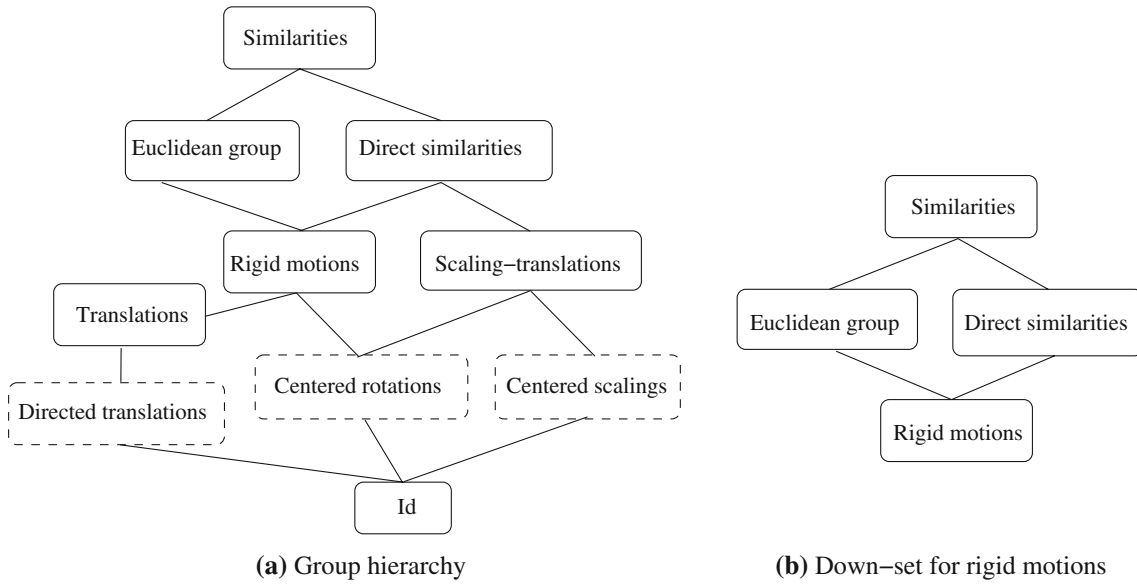 Similarities
Euclidean group
Direct similarities
Rigid motions
Scaling−translations
Translations
Centered rotations
Centered scalings
Directed translations
Id
(a) Group hierarchy
Similarities
Euclidean group
Direct similarities
Rigid motions
(b) Down−set for rigid motions